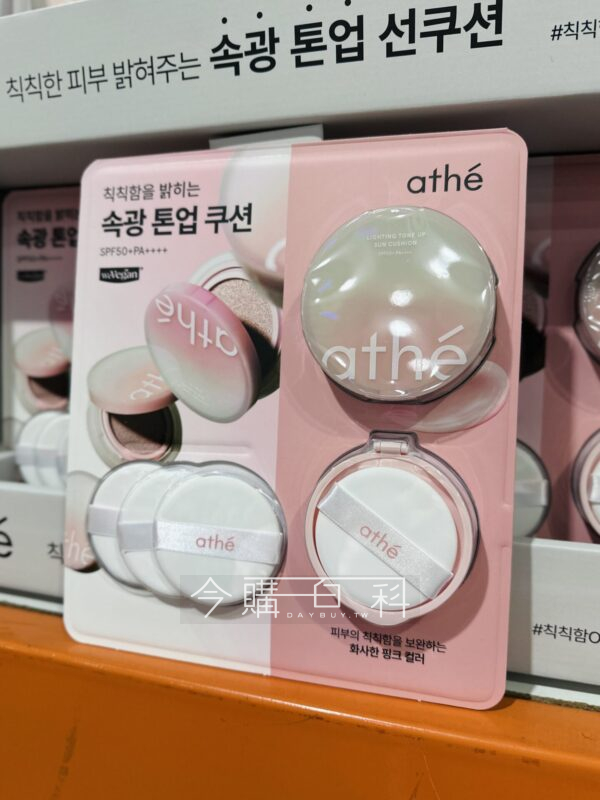 칙칙한 피부 밝혀주는 속광 톤업 선쿠션
#칙칙
athé
칙칙함을 밝히는
속광 톤업 쿠션
SPF50+PA++++
weVegan
LIGHTING TONE UP
SUN CUSHION
SPF50+ PA++++
athé
athé
athé
athé
athé
今購百科
DAYBUY.TW
피부의 칙칙함을 보완하는
화사한 핑크 컬러
#칙칙함